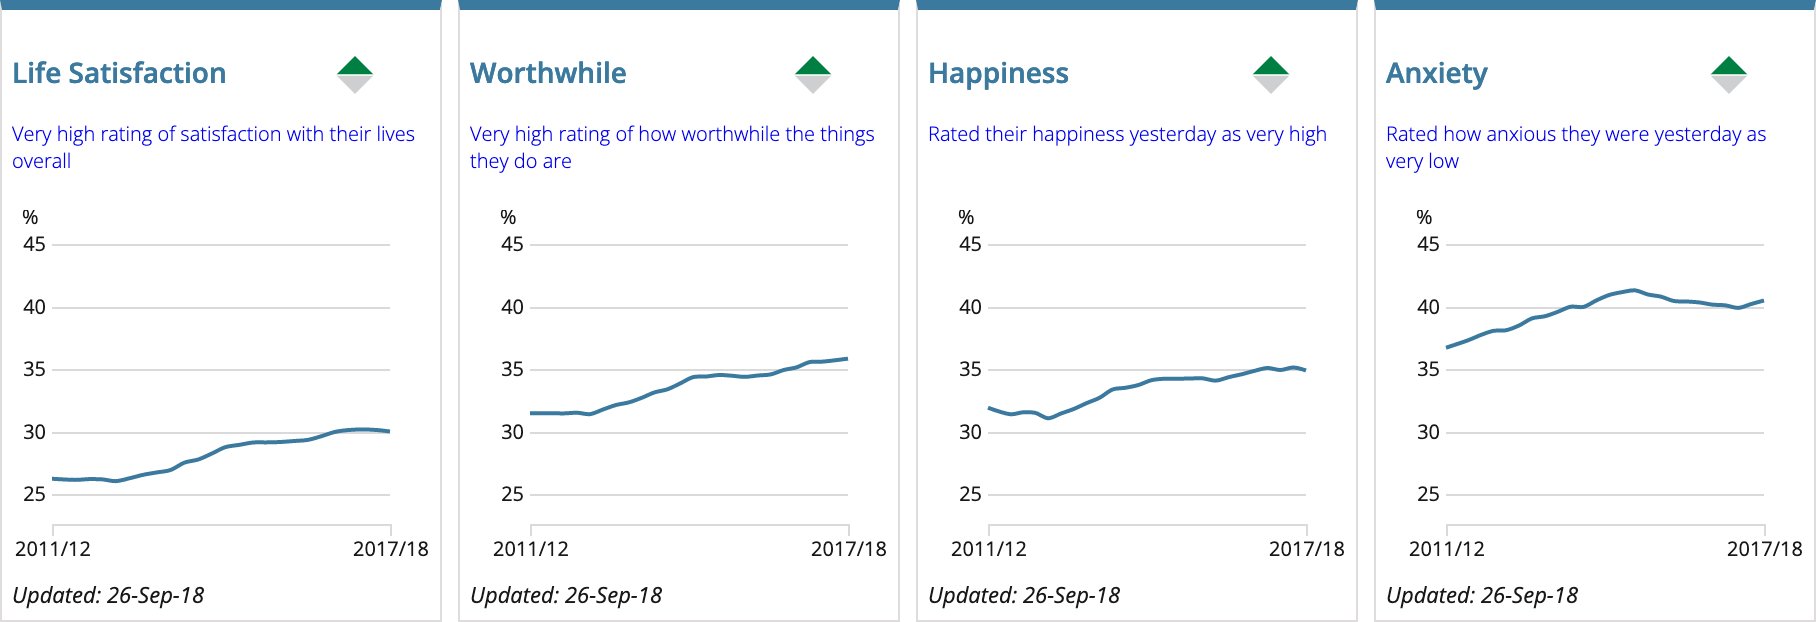 Life Satisfaction
Very high rating of satisfaction with their lives
overall
%
45
40
35
30
25
2011/12 2017/18
Updated: 26-Sep-18
Worthwhile
Very high rating of how worthwhile the things
they do are
%
45
40
35
30
25
2011/12 2017/18
Updated: 26-Sep-18
Happiness
Rated their happiness yesterday as very high
%
45
40
35
30
25
2011/12 2017/18
Updated: 26-Sep-18
Anxiety
Rated how anxious they were yesterday as
very low
%
45
40
35
30
25
2011/12 2017/18
Updated: 26-Sep-18